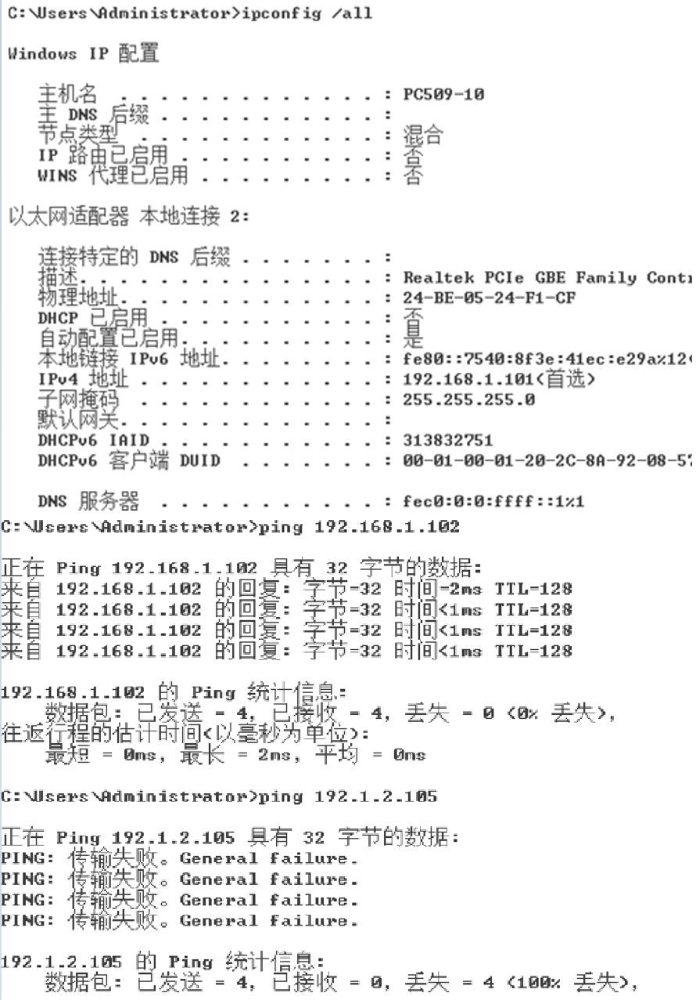 C:\Users\Administrator>ipconfig /all
Windows IP 配置
主机名 . . . . . . . . . . . . . : PC509-10
主 DNS 后缀 . . . . . . . . . . . :
节点类型 . . . . . . . . . . . . : 混合
IP 路由已启用 . . . . . . . . . . : 否
WINS 代理已启用 . . . . . . . . . : 否
以太网适配器 本地连接 2:
连接特定的 DNS 后缀 . . . . . . . :
描述. . . . . . . . . . . . . . . : Realtek PCIe GBE Family Contr
物理地址. . . . . . . . . . . . . : 24-BE-05-24-F1-CF
DHCP 已启用 . . . . . . . . . . . : 否
自动配置已启用. . . . . . . . . . : 是
本地链接 IPv6 地址. . . . . . . . : fe80::7540:8f3e:41ec:e29a%12<
IPv4 地址 . . . . . . . . . . . . : 192.168.1.101<首选>
子网掩码 . . . . . . . . . . . . : 255.255.255.0
默认网关. . . . . . . . . . . . . :
DHCPv6 IAID . . . . . . . . . . . : 313832751
DHCPv6 客户端 DUID . . . . . . . : 00-01-00-01-20-2C-8A-92-08-57
DNS 服务器 . . . . . . . . . . . : fec0:0:0:ffff::1%1
C:\Users\Administrator>ping 192.168.1.102
正在 Ping 192.168.1.102 具有 32 字节的数据:
来自 192.168.1.102 的回复: 字节=32 时间=2ms TTL=128
来自 192.168.1.102 的回复: 字节=32 时间<1ms TTL=128
来自 192.168.1.102 的回复: 字节=32 时间<1ms TTL=128
来自 192.168.1.102 的回复: 字节=32 时间<1ms TTL=128
192.168.1.102 的 Ping 统计信息:
数据包: 已发送 = 4, 已接收 = 4, 丢失 = 0 <0% 丢失>,
往返行程的估计时间<以毫秒为单位>:
最短 = 0ms, 最长 = 2ms, 平均 = 0ms
C:\Users\Administrator>ping 192.1.2.105
正在 Ping 192.1.2.105 具有 32 字节的数据:
PING: 传输失败。General failure.
PING: 传输失败。General failure.
PING: 传输失败。General failure.
PING: 传输失败。General failure.
192.1.2.105 的 Ping 统计信息:
数据包: 已发送 = 4, 已接收 = 0, 丢失 = 4 <100% 丢失>,